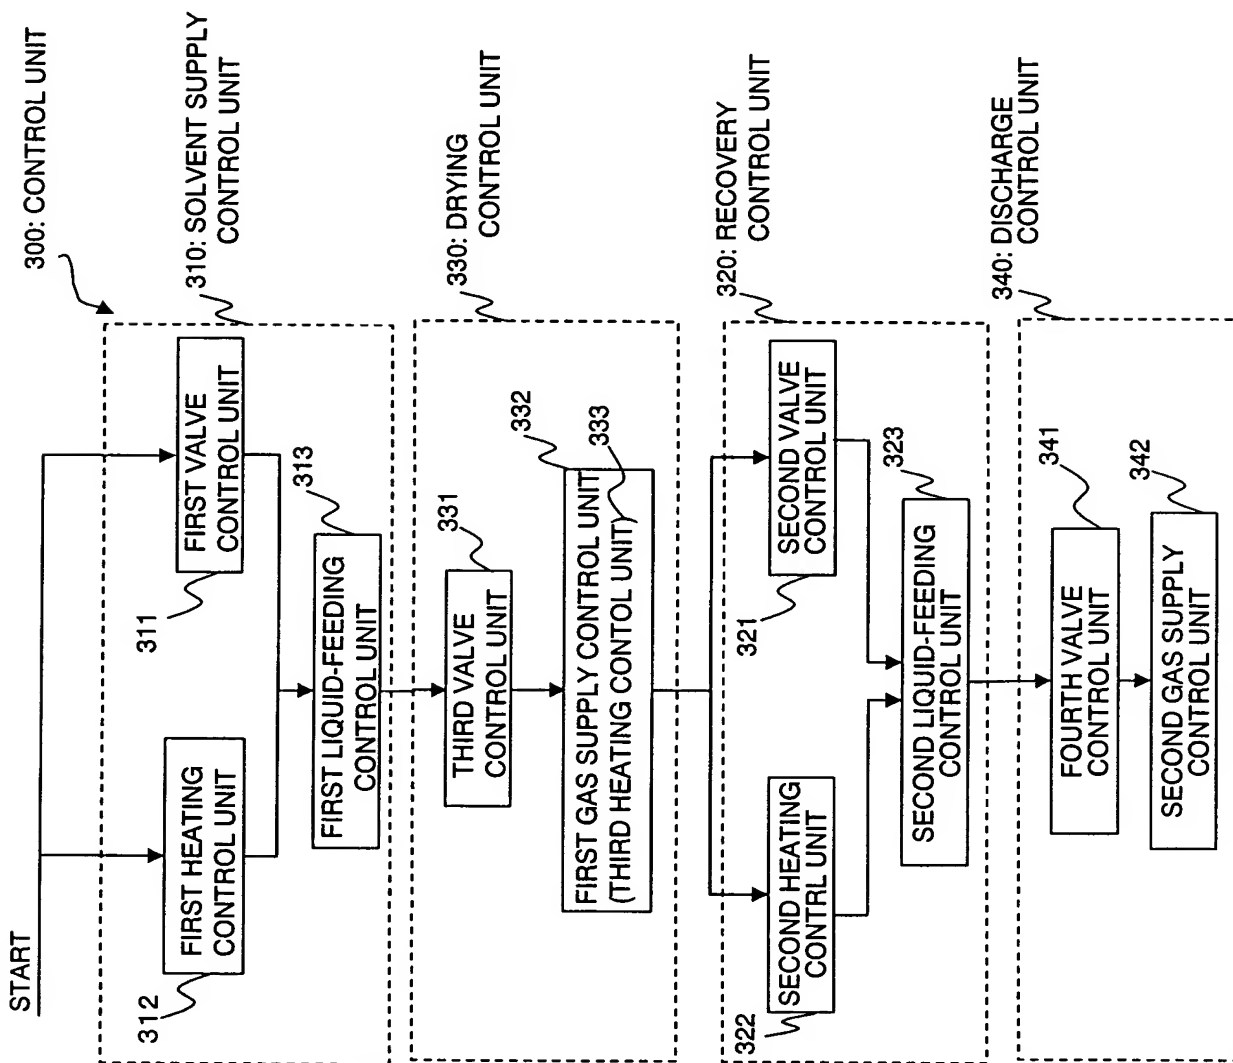 START
300: CONTROL UNIT
310: SOLVENT SUPPLY
CONTROL UNIT
FIRST HEATING
CONTROL UNIT
312
FIRST VALVE
CONTROL UNIT
311
FIRST LIQUID-FEEDING
CONTROL UNIT
313
330: DRYING
CONTROL UNIT
THIRD VALVE
CONTROL UNIT
331
FIRST GAS SUPPLY CONTROL UNIT
(THIRD HEATING CONTOL UNIT)
332
333
320: RECOVERY
CONTROL UNIT
SECOND HEATING
CONTRL UNIT
322
SECOND VALVE
CONTROL UNIT
321
SECOND LIQUID-FEEDING
CONTROL UNIT
323
340: DISCHARGE
CONTROL UNIT
FOURTH VALVE
CONTROL UNIT
341
SECOND GAS SUPPLY
CONTROL UNIT
342